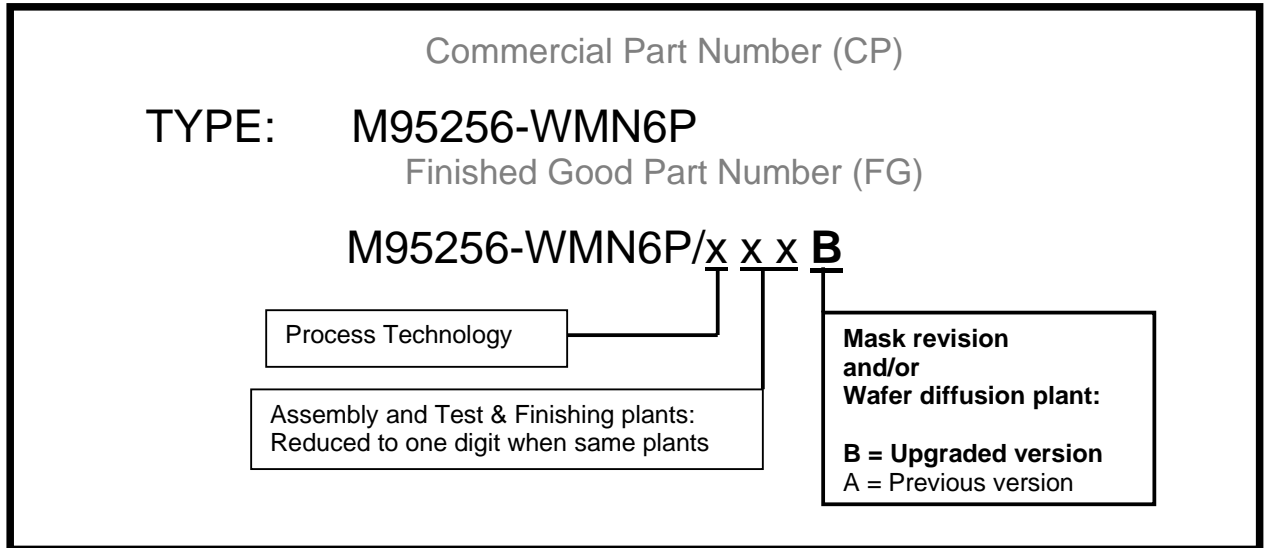 Commercial Part Number (CP)
TYPE: M95256-WMN6P
Finished Good Part Number (FG)
M95256-WMN6P/x x x B
Process Technology
Assembly and Test & Finishing plants:
Reduced to one digit when same plants
Mask revision
and/or
Wafer diffusion plant:
B = Upgraded version
A = Previous version